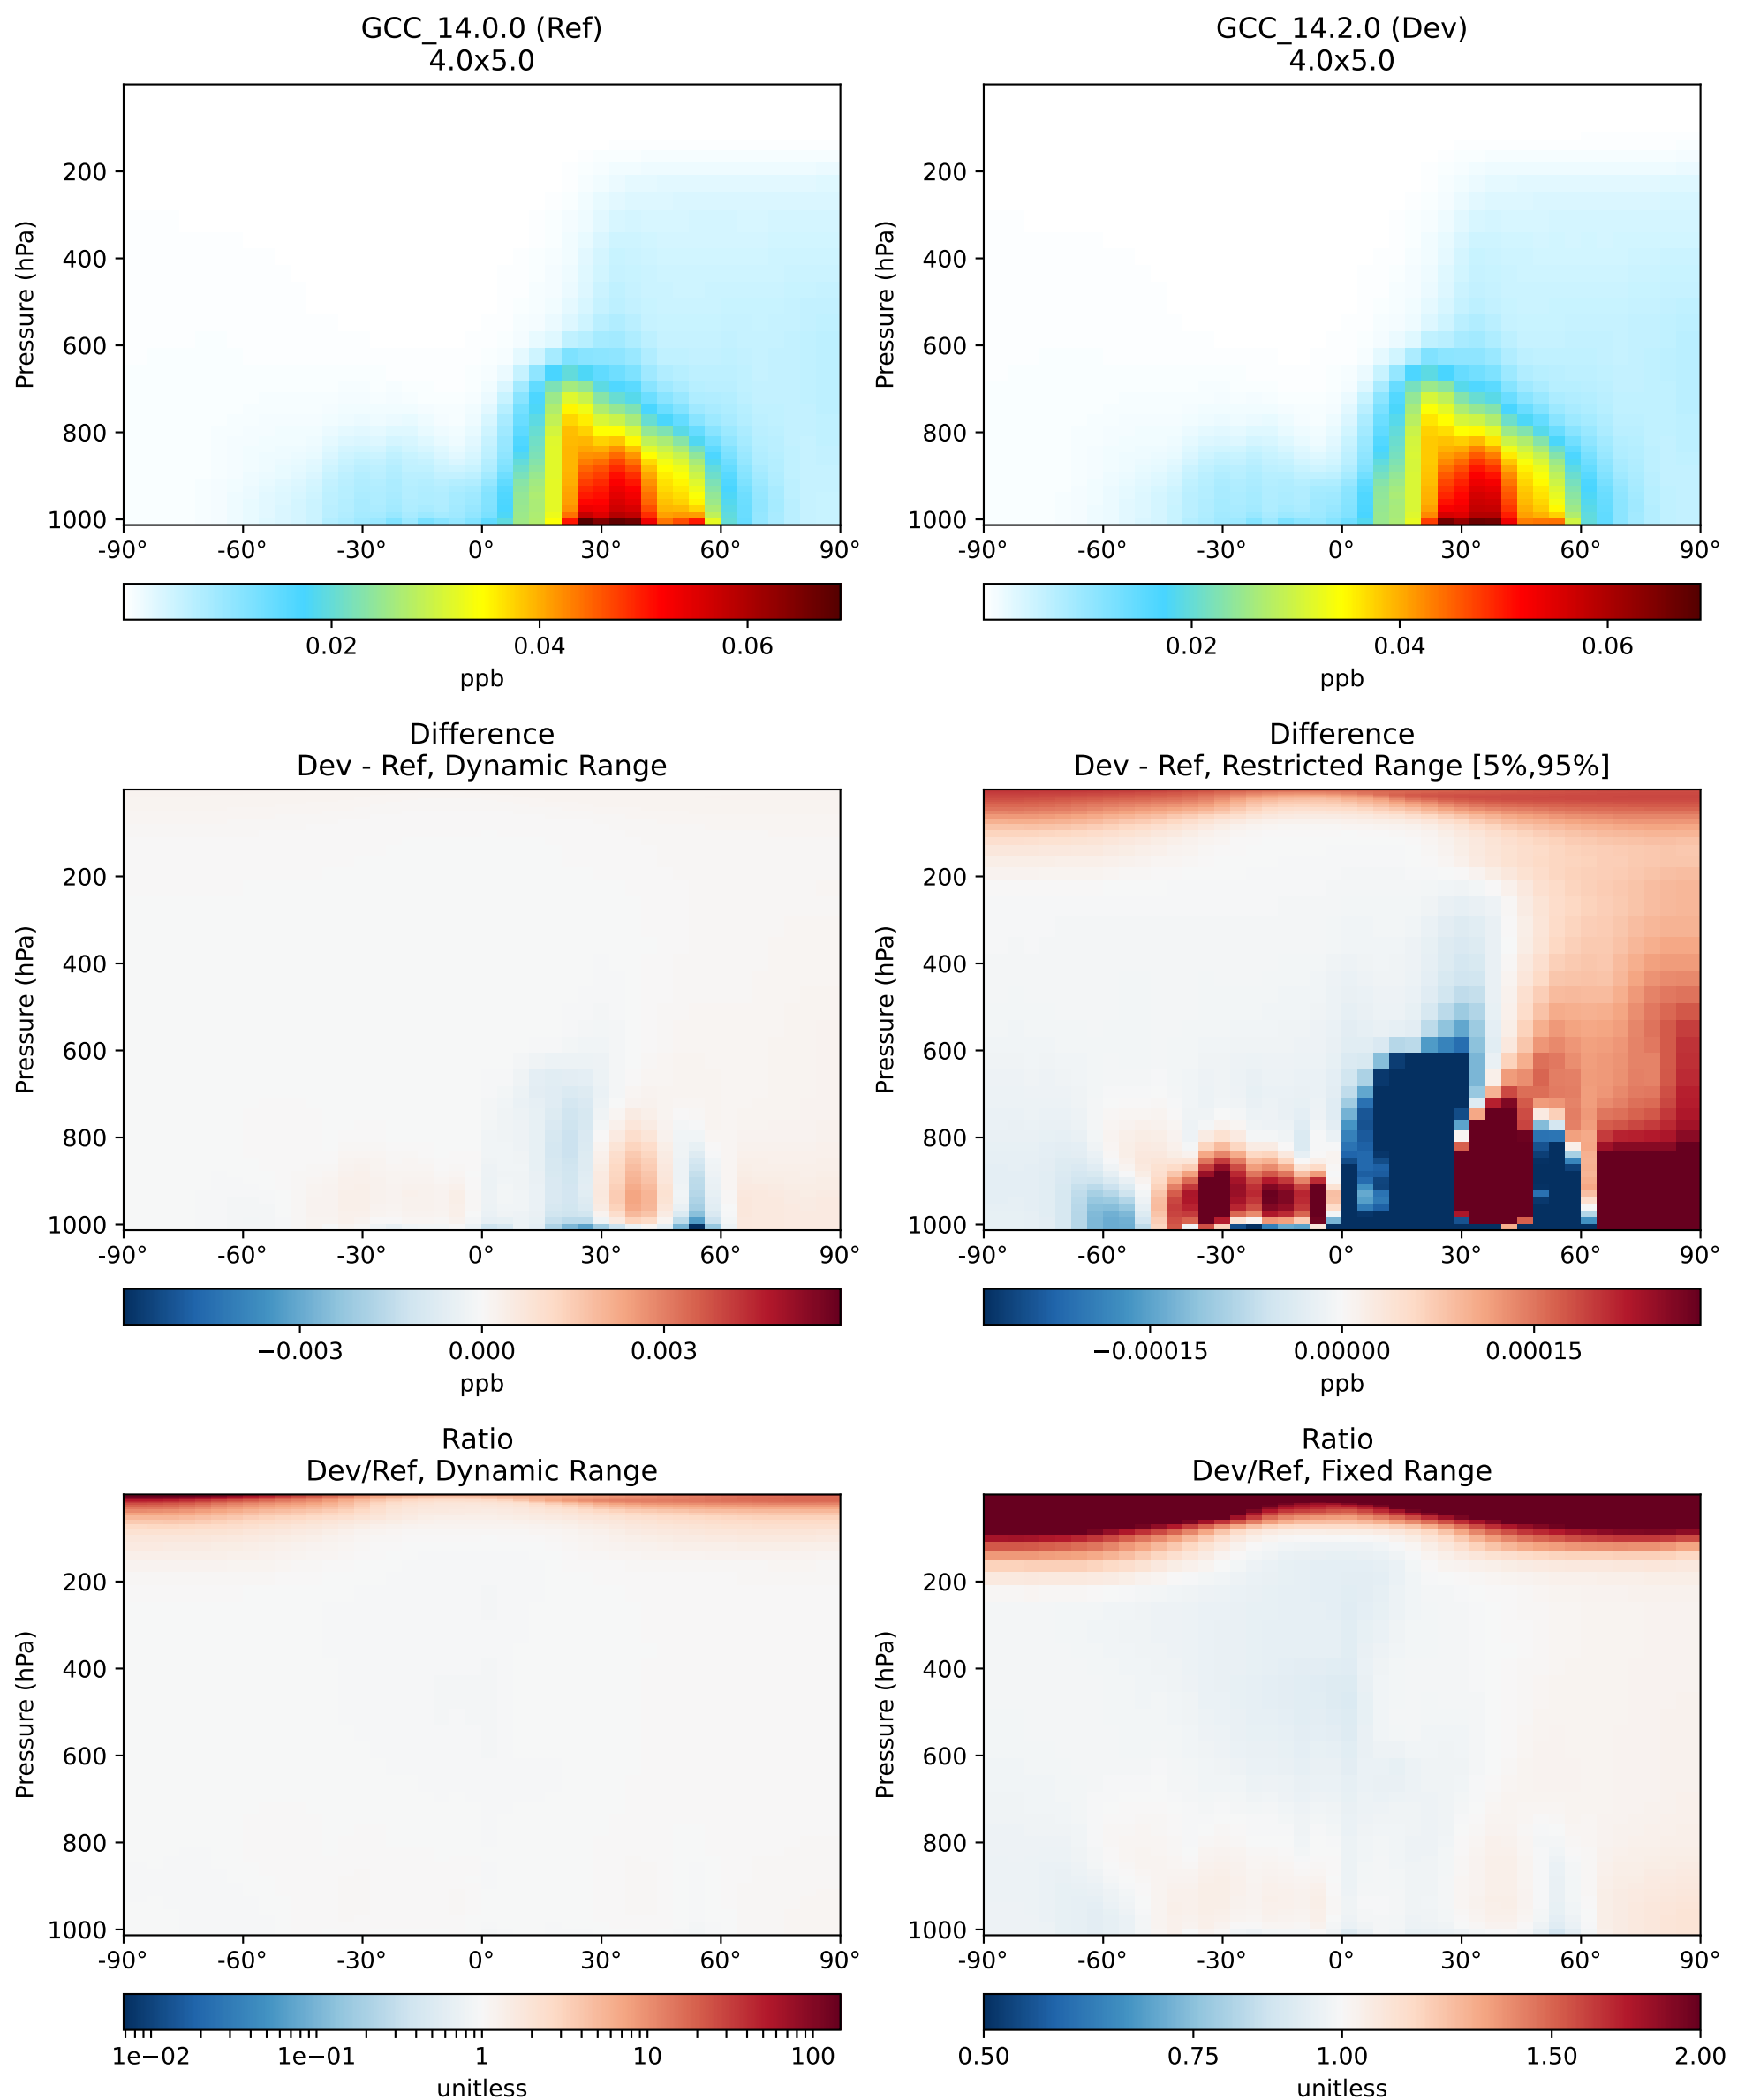 GCC_14.0.0 (Ref)
4.0x5.0
Pressure (hPa)
200
400
600
800
1000
-90° -60° -30° 0° 30° 60° 90°
0.02 0.04 0.06
ppb
GCC_14.2.0 (Dev)
4.0x5.0
Pressure (hPa)
200
400
600
800
1000
-90° -60° -30° 0° 30° 60° 90°
0.02 0.04 0.06
ppb
Difference
Dev - Ref, Dynamic Range
Pressure (hPa)
200
400
600
800
1000
-90° -60° -30° 0° 30° 60° 90°
−0.003 0.000 0.003
ppb
Difference
Dev - Ref, Restricted Range [5%,95%]
Pressure (hPa)
200
400
600
800
1000
-90° -60° -30° 0° 30° 60° 90°
−0.00015 0.00000 0.00015
ppb
Ratio
Dev/Ref, Dynamic Range
Pressure (hPa)
200
400
600
800
1000
-90° -60° -30° 0° 30° 60° 90°
1e−02 1e−01 1 10 100
unitless
Ratio
Dev/Ref, Fixed Range
Pressure (hPa)
200
400
600
800
1000
-90° -60° -30° 0° 30° 60° 90°
0.50 0.75 1.00 1.50 2.00
unitless